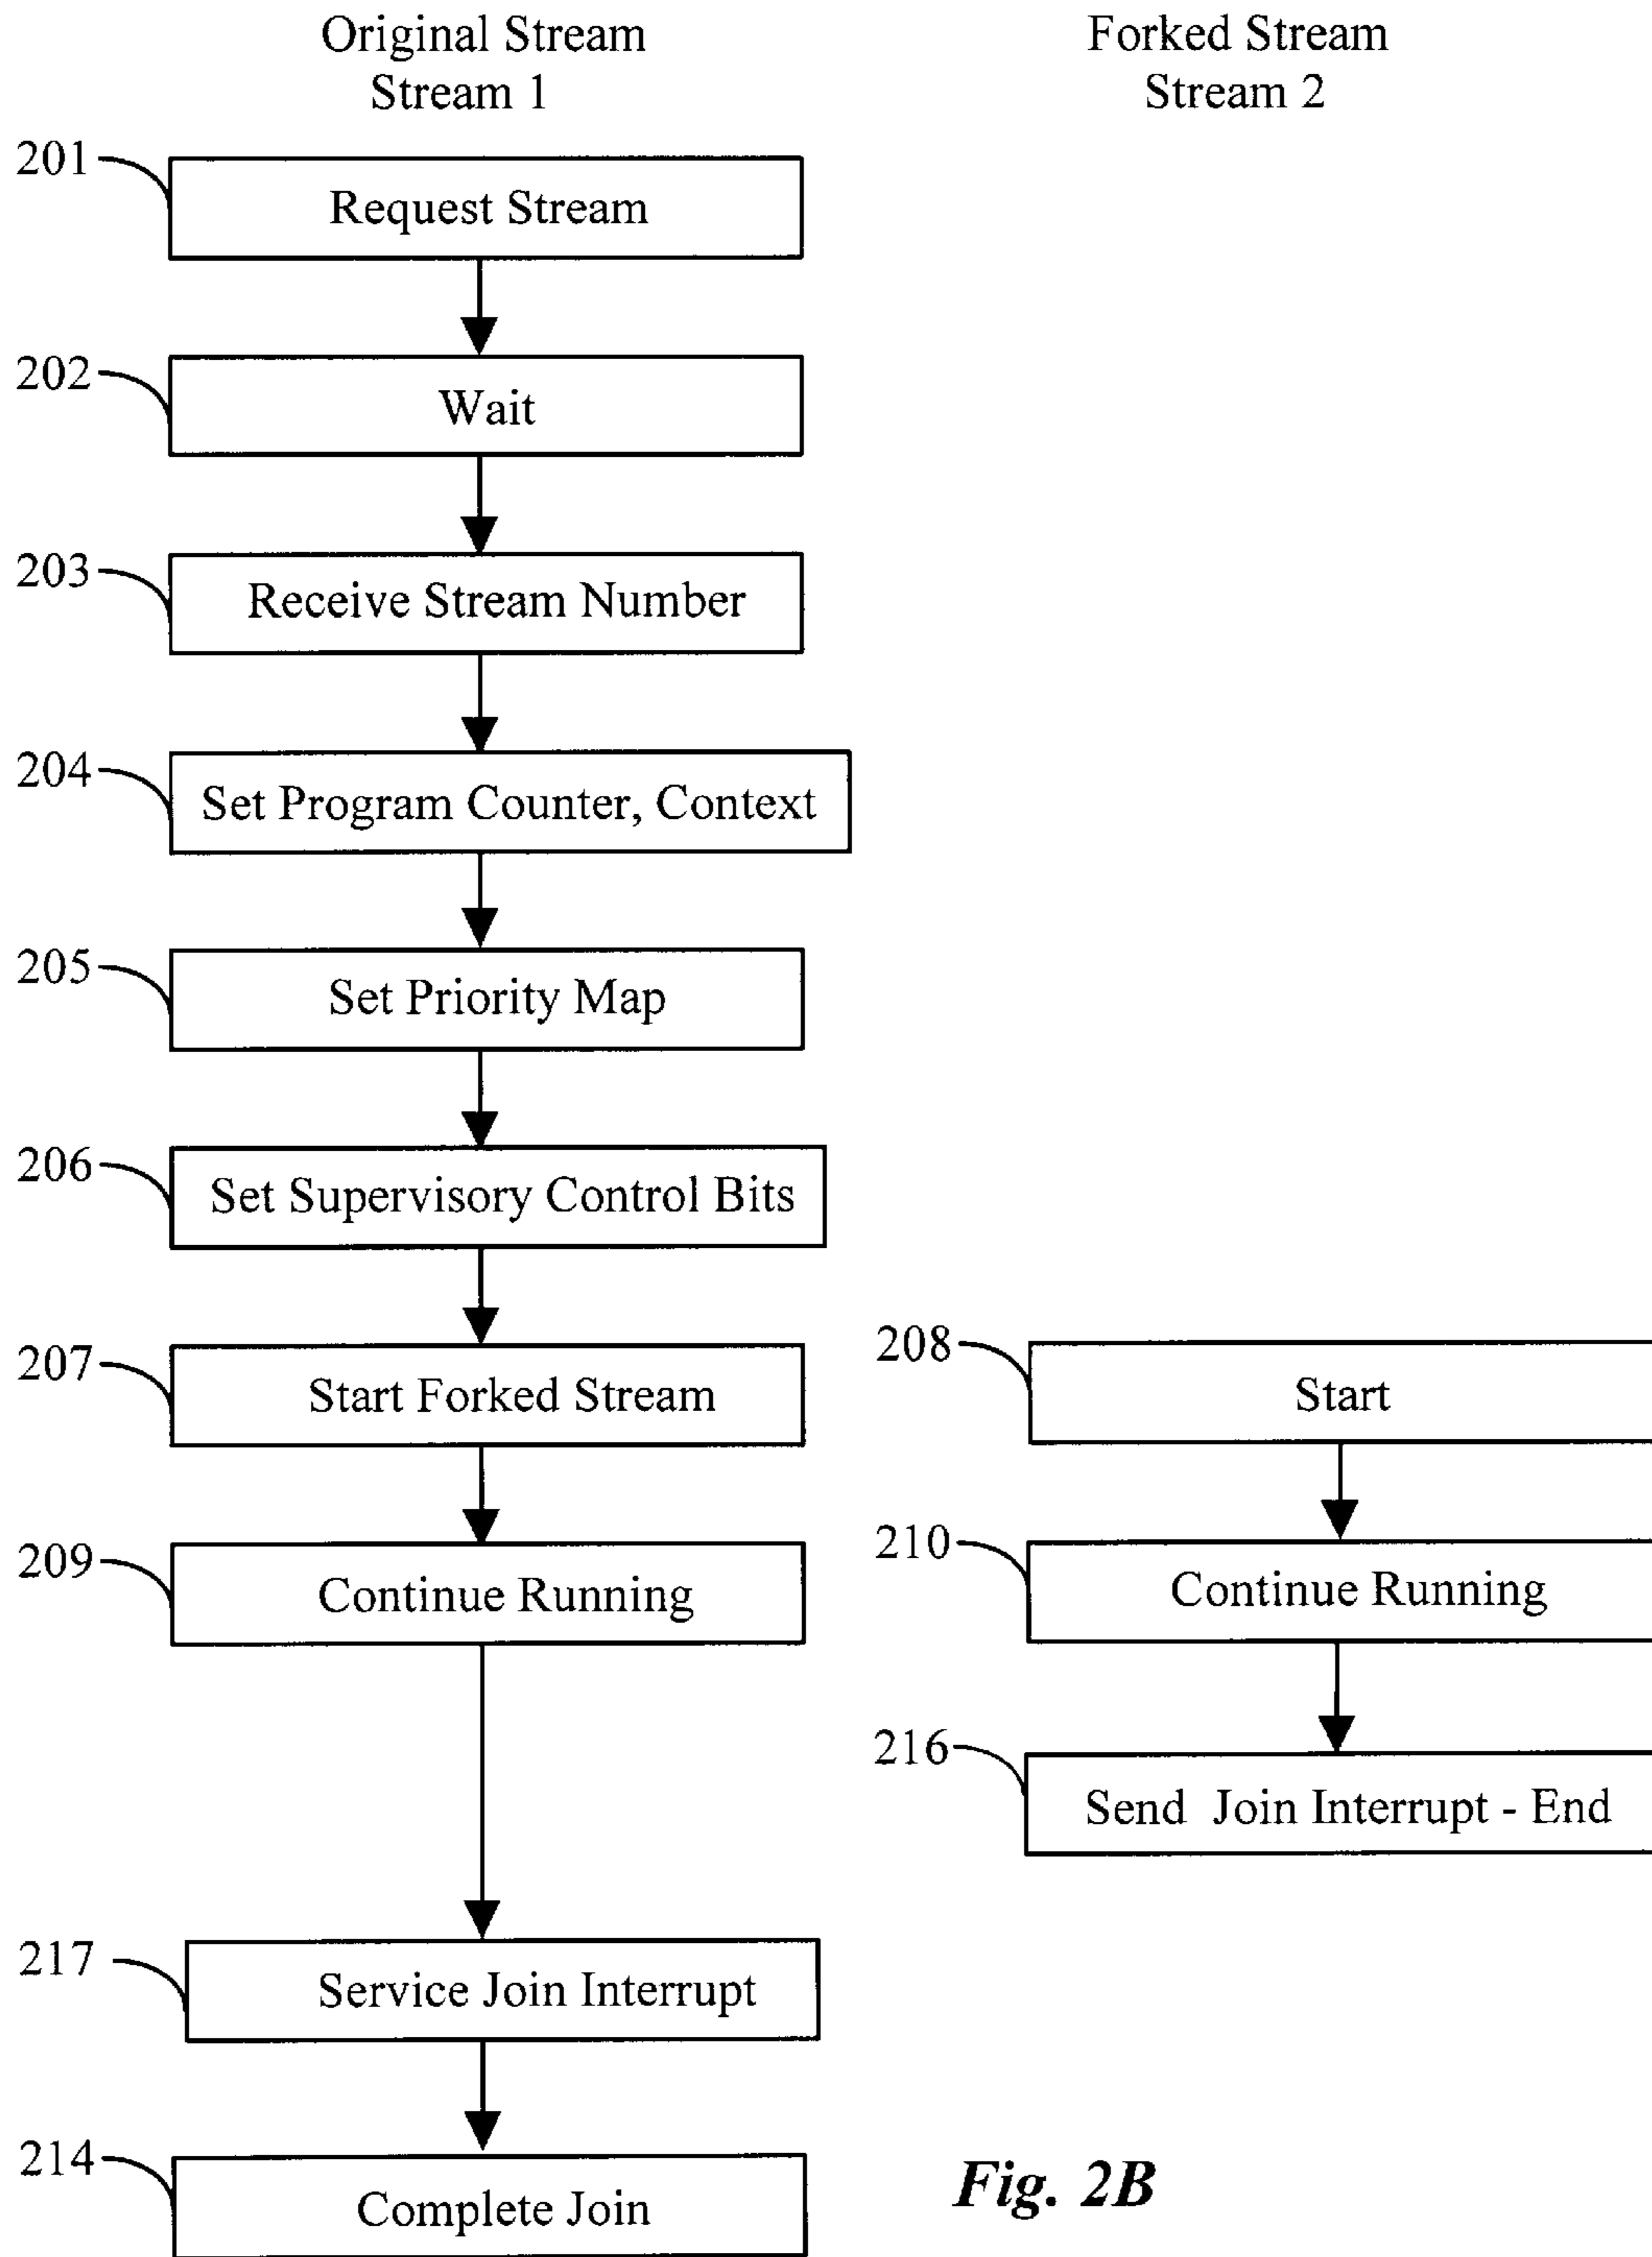 Original Stream
Stream 1
Forked Stream
Stream 2
201
Request Stream
202
Wait
203
Receive Stream Number
204
Set Program Counter, Context
205
Set Priority Map
206
Set Supervisory Control Bits
207
Start Forked Stream
208
Start
209
Continue Running
210
Continue Running
216
Send Join Interrupt - End
217
Service Join Interrupt
214
Complete Join
Fig. 2B